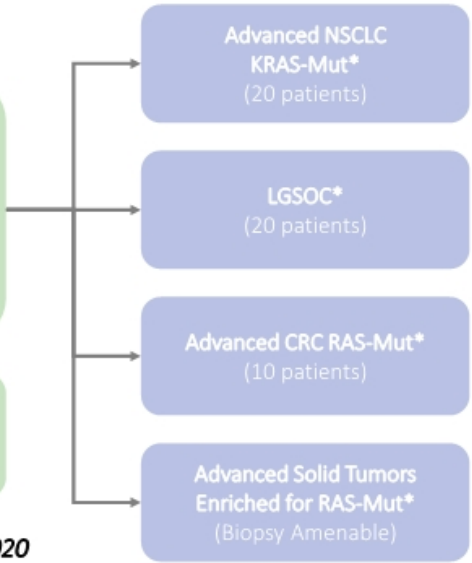 Advanced NSCLC
KRAS-Mut*
(20 patients)
LGSOC*
(20 patients)
Advanced CRC RAS-Mut*
(10 patients)
Advanced Solid Tumors
Enriched for RAS-Mut*
(Biopsy Amenable)
020